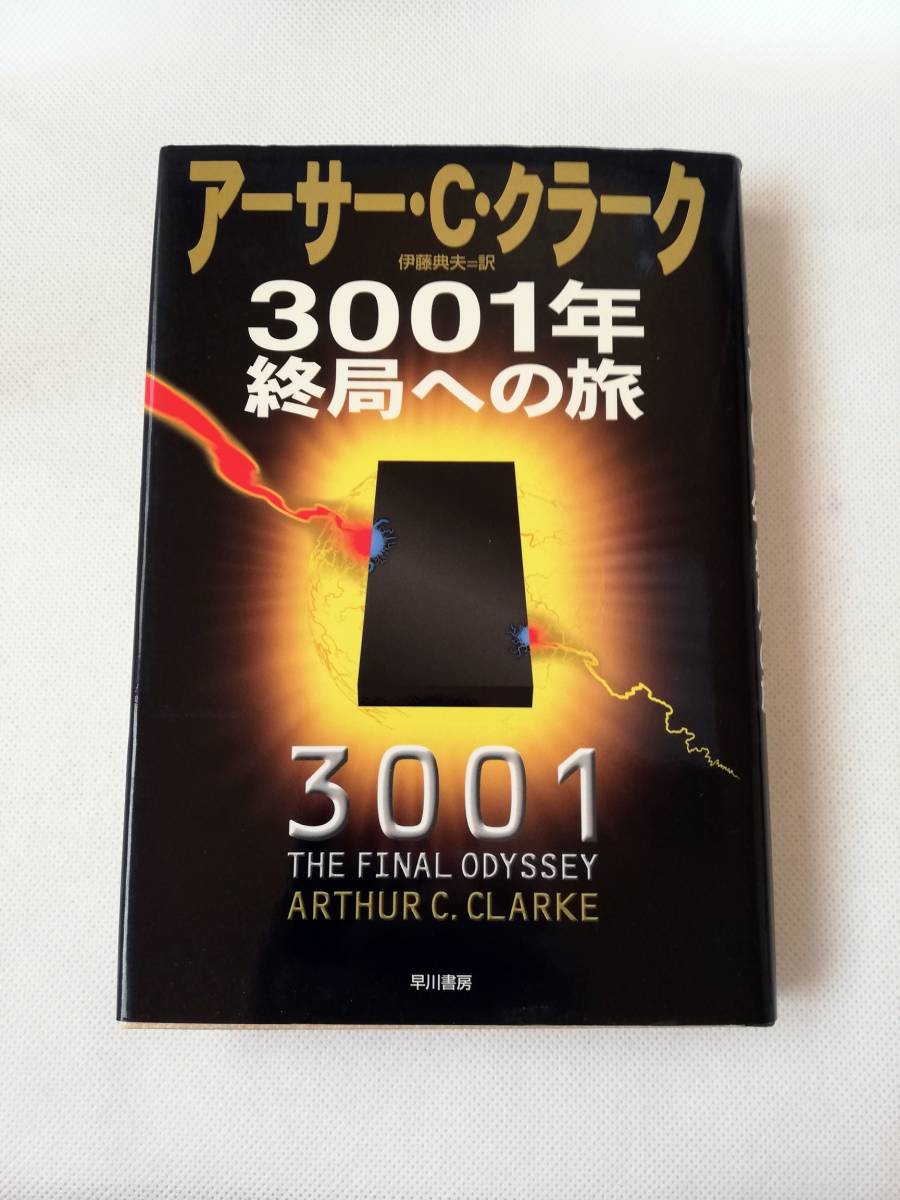 アーサー・C・クラーク
伊藤典夫=訳
3001年
終局への旅
3001
THE FINAL ODYSSEY
ARTHUR C. CLARKE
早川書房